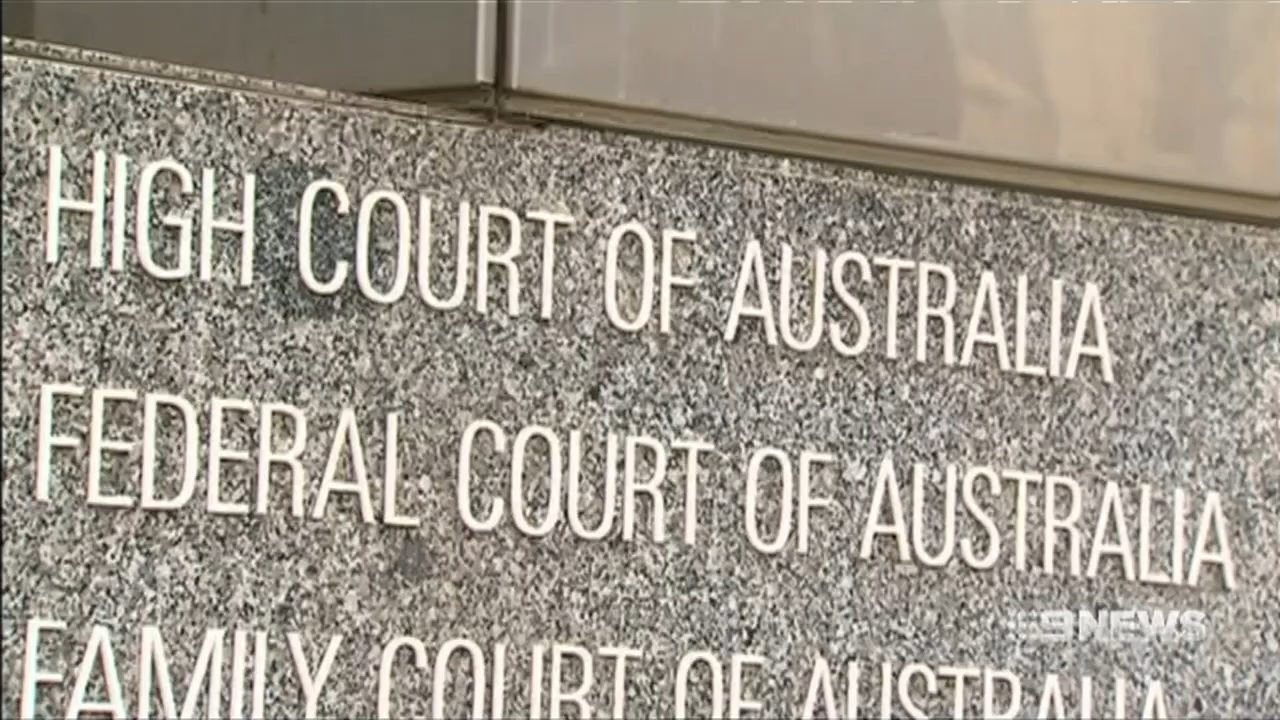 HIGH COURT OF AUSTRALIA
FEDERAL COURT OF AUSTRALIA
FAMILY COURT OF AUSTRALIA
9NEWS